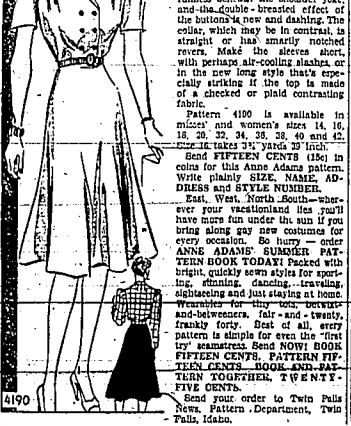 and the double-breasted effect of
the buttons is new and dashing. The
collar, which may be in contrast, is
straight or has smartly notched
revers. Make the sleeves short,
with perhaps air-cooling slashes, or
in the new long style that's espe-
cially striking if the top is made
of a checked or plaid contrasting
fabric.
Pattern 4100 is available in
misses' and women's sizes 14, 16,
18, 20, 32, 34, 36, 38, 40 and 42.
Size 16 takes yards 39 inch.
Send FIFTEEN CENTS (15c) in
coins for this Anne Adams pattern.
Write plainly SIZE, NAME, AD-
DRESS and STYLE NUMBER.
East, West, North South—wher-
ever your vacationland lies you'll
have more fun under the sun if you
bring along gay new costumes for
every occasion. So hurry — order
ANNE ADAMS' SUMMER PAT-
TERN BOOK TODAY! Packed with
bright, quickly sewn styles for sport-
ing, dancing, traveling,
sightseeing and just staying at home.
Wearables for tiny tots, betwixt-
and-betweeners, fair-and-twenty,
frankly forty. Best of all, every
pattern is simple for even the "first
try" seamstress. Send NOW! BOOK
FIFTEEN CENTS. PATTERN FIF-
TEEN CENTS. BOOK AND PAT-
TERN TOGETHER, TWENTY-
FIVE CENTS.
Send your order to Twin Falls
News, Pattern Department, Twin
Falls, Idaho.
4190